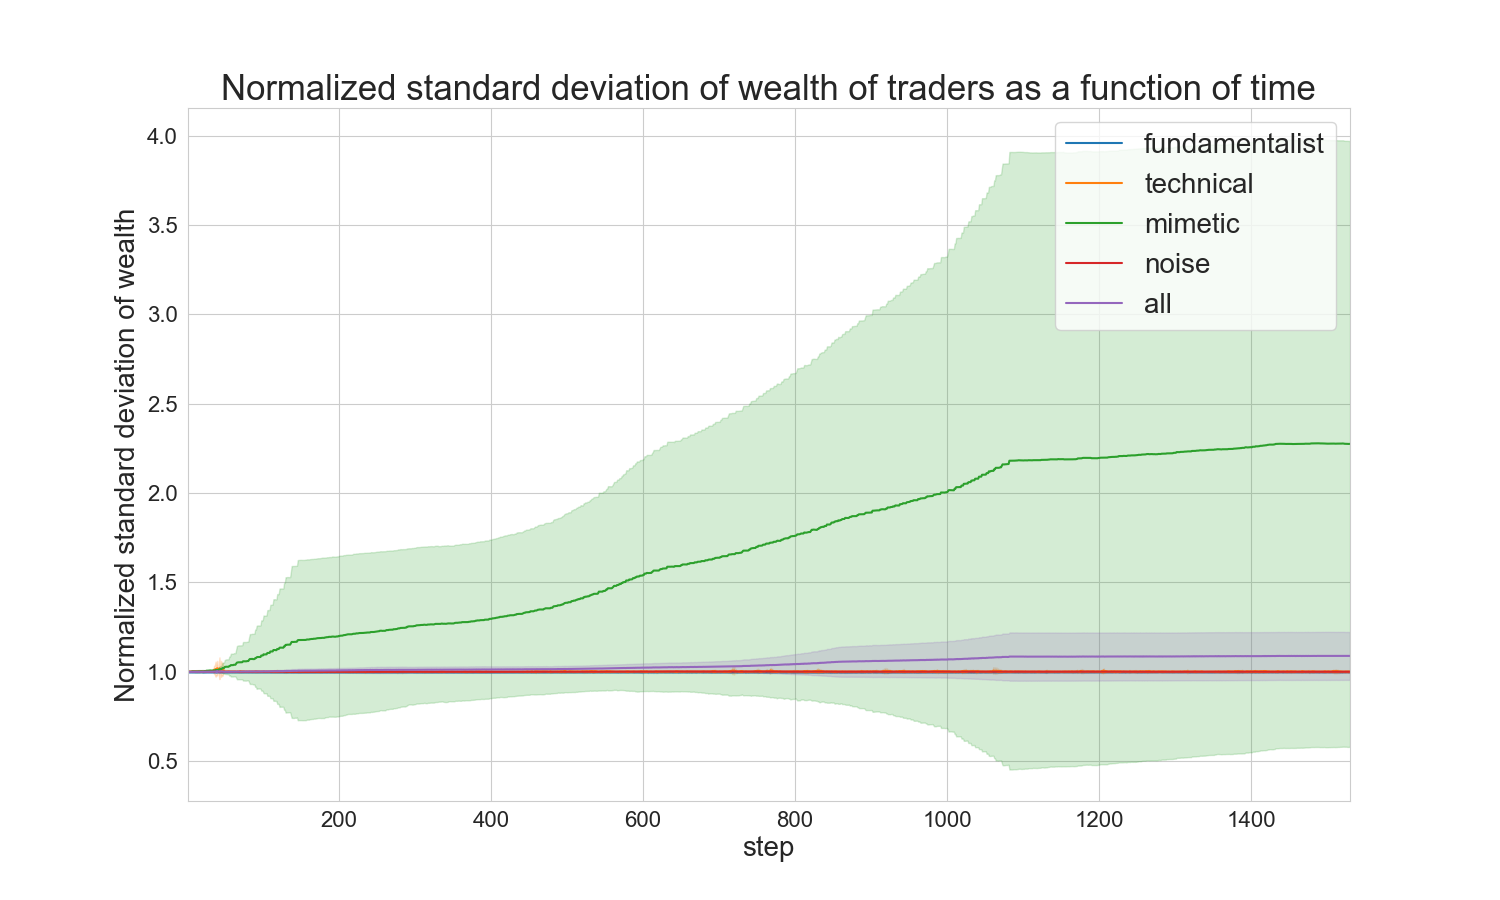 Normalized standard deviation of wealth of traders as a function of time
4.0
3.5
3.0
2.5
2.0
1.5
1.0
0.5
Normalized standard deviation of wealth
fundamentalist
technical
mimetic
noise
all
200 400 600 800 1000 1200 1400
step